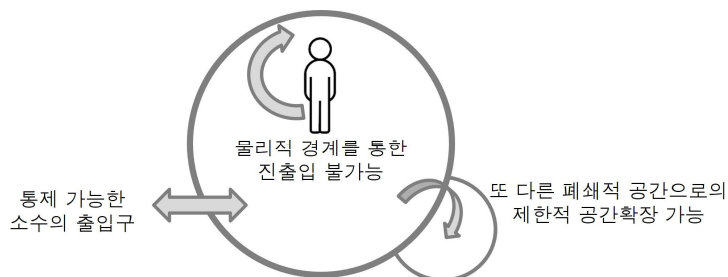 물리직 경계를 통한
진출입 불가능
통제 가능한
소수의 출입구
또 다른 폐쇄적 공간으로의
제한적 공간확장 가능